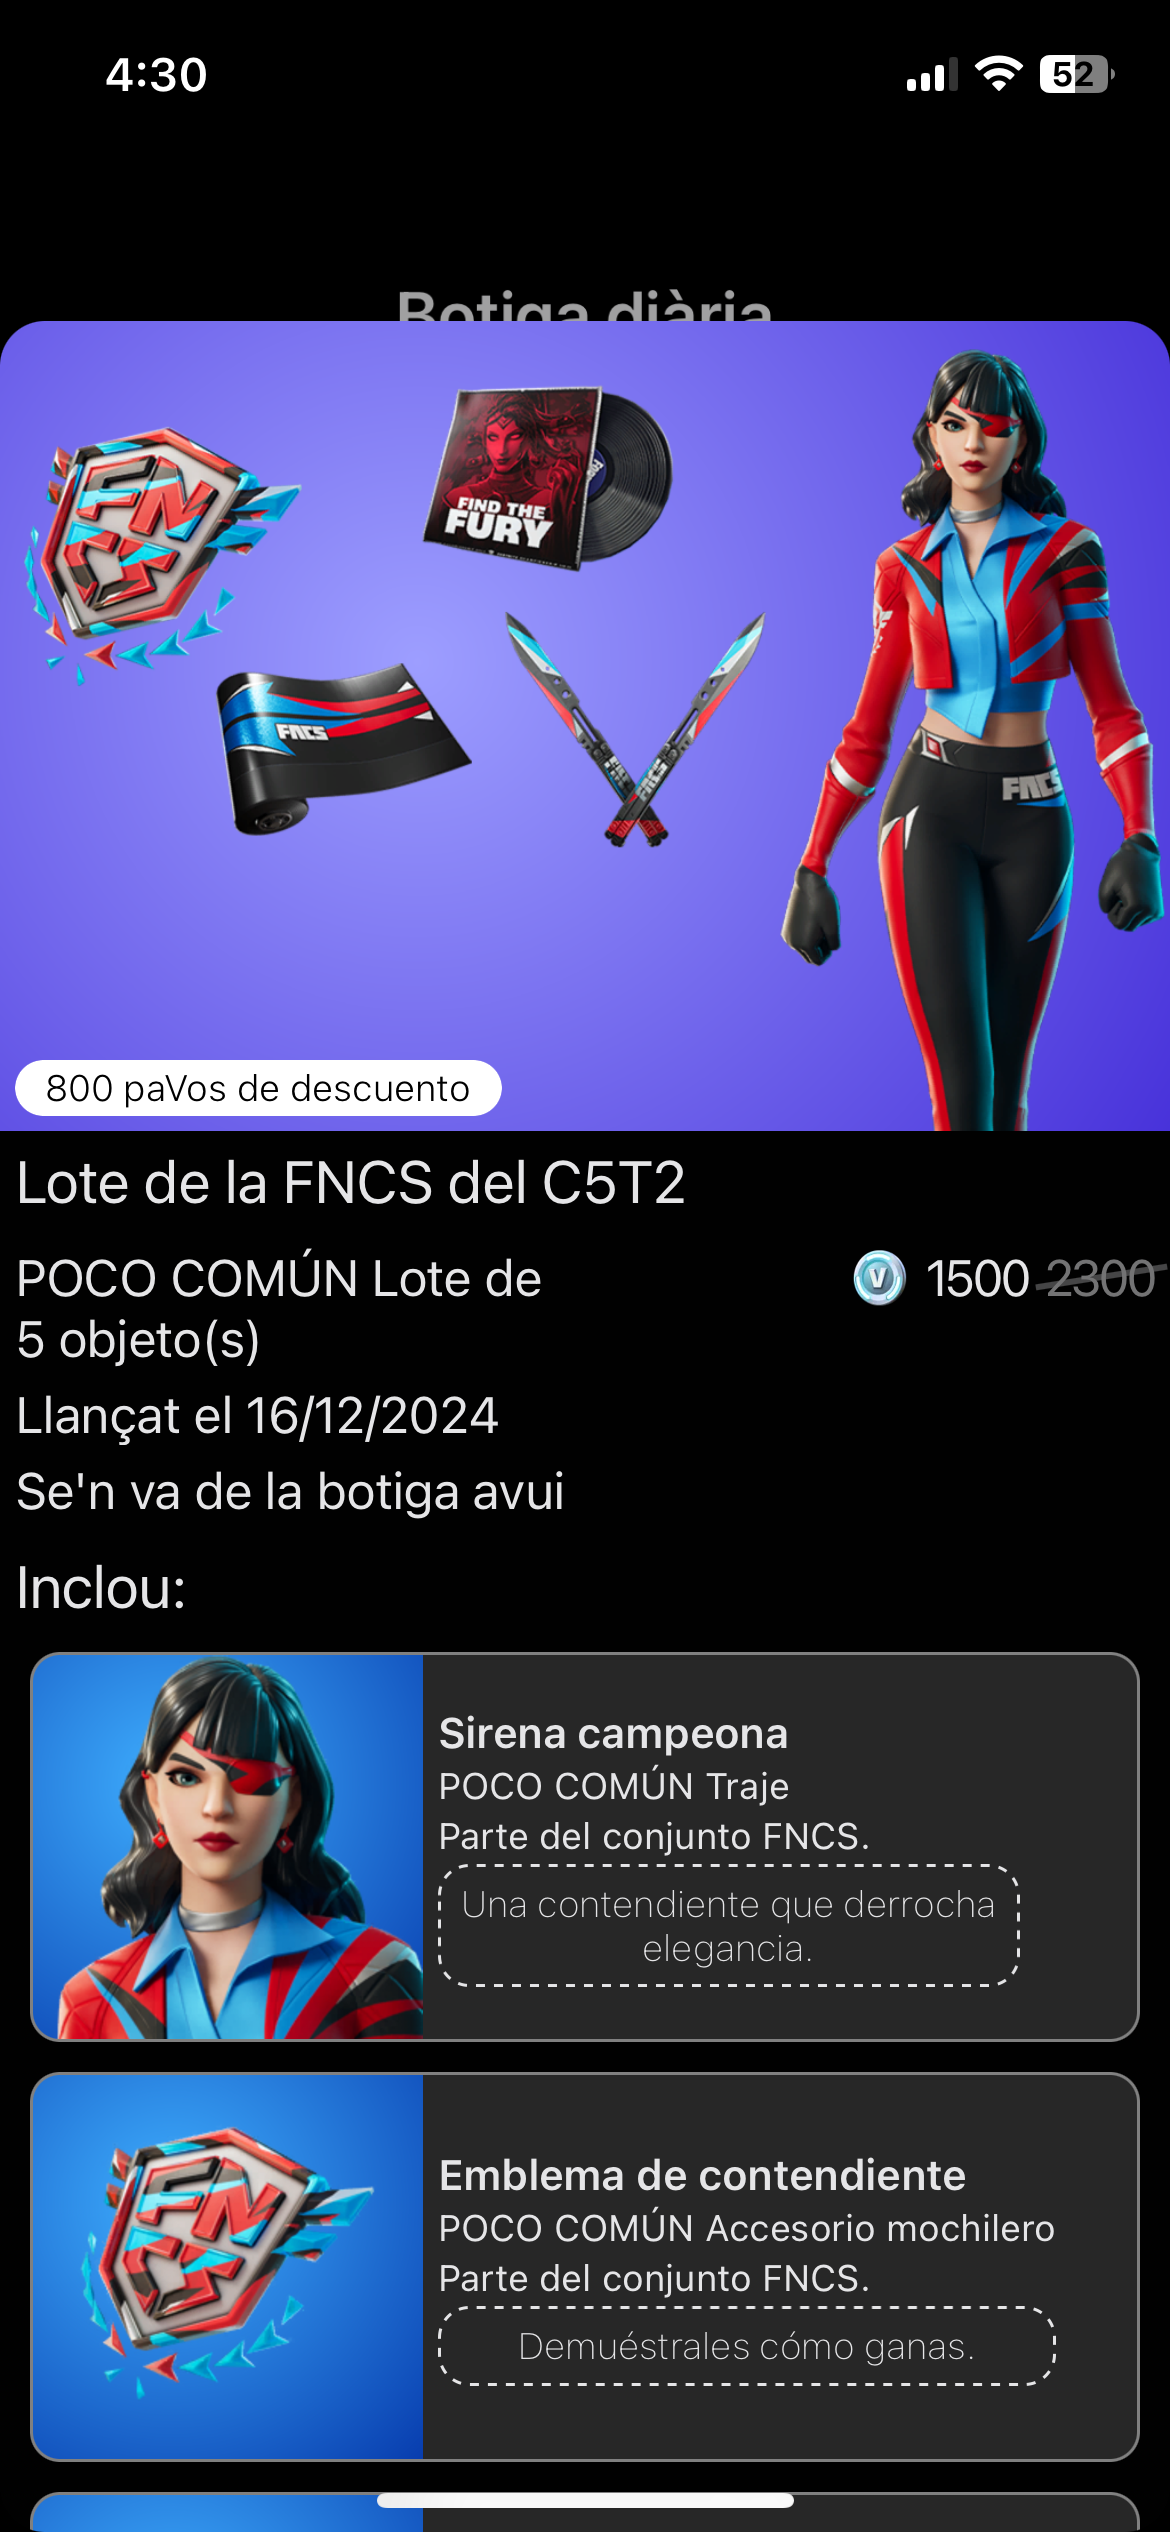 4:30
52
Botiga diària
FNCS
FIND THE
FURY
FNCS
FNCS
FNCS
800 paVos de descuento
Lote de la FNCS del C5T2
POCO COMÚN Lote de
5 objeto(s)
1500 2300
Llançat el 16/12/2024
Se'n va de la botiga avui
Inclou:
Sirena campeona
POCO COMÚN Traje
Parte del conjunto FNCS.
Una contendiente que derrocha
elegancia.
FNCS
Emblema de contendiente
POCO COMÚN Accesorio mochilero
Parte del conjunto FNCS.
Demuéstrales cómo ganas.